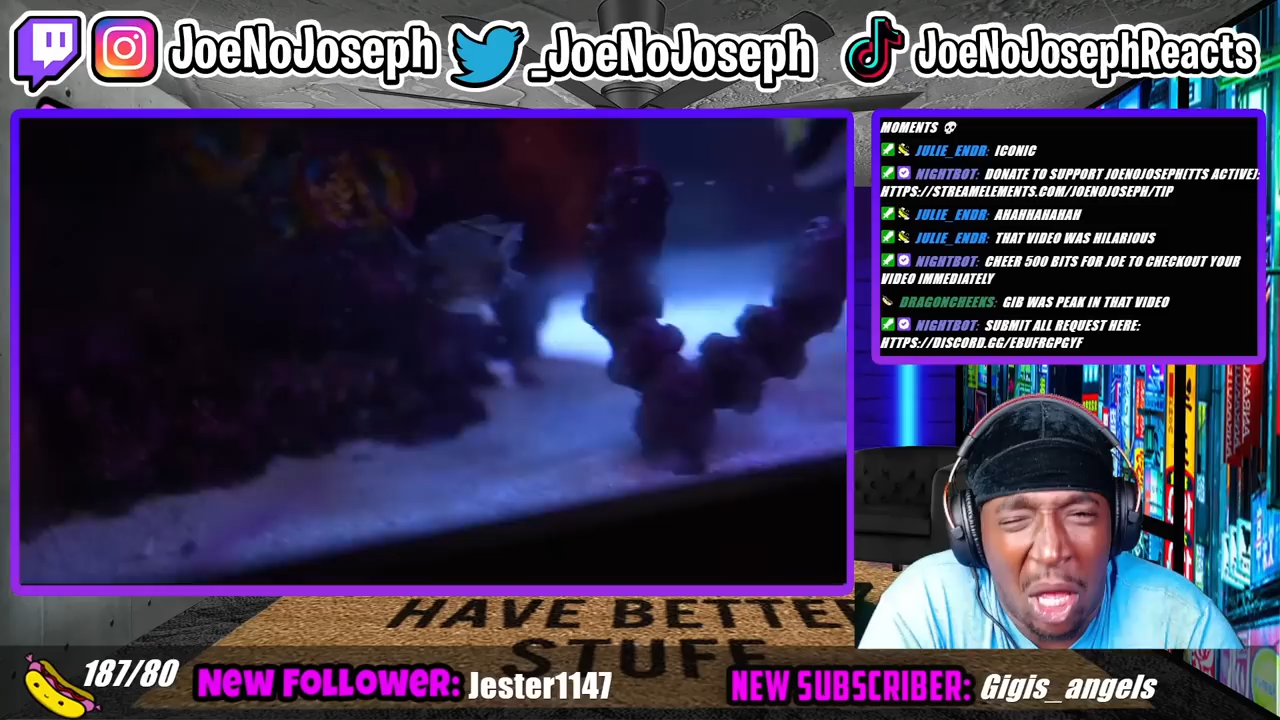 JoeNoJoseph
_JoeNoJoseph
JoeNoJosephReacts
MOMENTS 💀
JULIE_ENDR: ICONIC
NIGHTBOT: DONATE TO SUPPORT JOENOJOSEPH(TTS ACTIVE):
HTTPS://STREAMELEMENTS.COM/JOENOJOSEPH/TIP
JULIE_ENDR: AHAHHAHAHAH
JULIE_ENDR: THAT VIDEO WAS HILARIOUS
NIGHTBOT: CHEER 500 BITS FOR JOE TO CHECKOUT YOUR
VIDEO IMMEDIATELY
DRAGONCHEEKS: GIB WAS PEAK IN THAT VIDEO
NIGHTBOT: SUBMIT ALL REQUEST HERE:
HTTPS://DISCORD.GG/EBUFRGPGYF
HAVE BETTER
STUFF
187/80
New Follower: Jester1147
NEW SUBSCRIBER: Gigis_angels